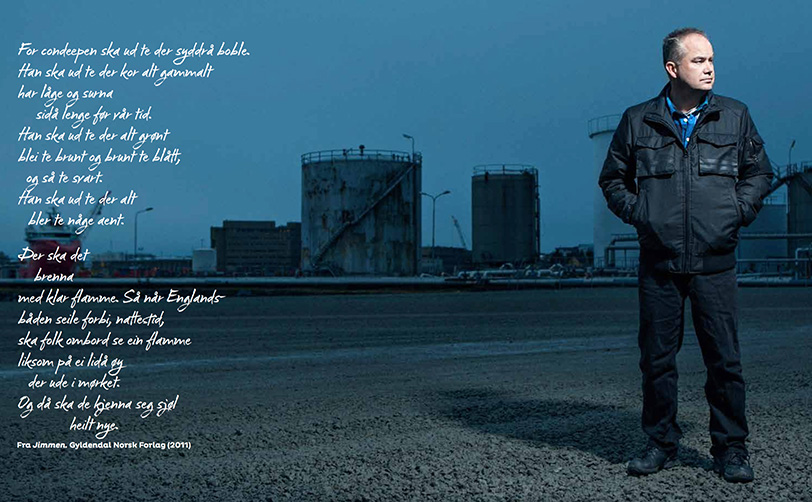 For condeepen ska ud te der syddrå boble.
Han ska ud te der kor alt gammalt
har låge og surna
sidå lenge før vår tid.
Han ska ud te der alt grønt
blei te brunt og brunt te blått,
og så te svart.
Han ska ud te der alt
bler te någe aent.
Der ska det
brenna
med klar flamme. Så når Englands-
båden seile forbi, nattestid,
ska folk ombord se ein flamme
liksom på ei lidå øy
der ude i mørket.
Og då ska de kjenna seg sjøl
heilt nye.
Fra Jimmen. Gyldendal Norsk Forlag (2011)